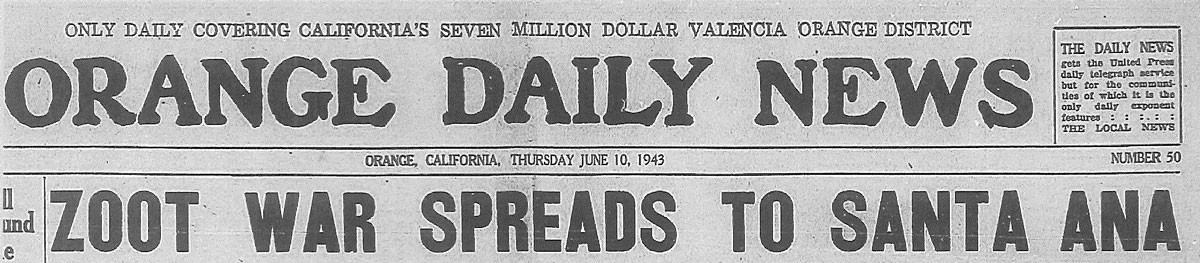 ONLY DAILY COVERING CALIFORNIA'S SEVEN MILLION DOLLAR VALENCIA ORANGE DISTRICT
ORANGE DAILY NEWS
THE DAILY NEWS
gets the United Press
daily telegraph service
but for the communi-
ties of which it is the
only daily exponent
features : : : . : :
THE LOCAL NEWS
ORANGE, CALIFORNIA, THURSDAY JUNE 10, 1943
NUMBER 50
ZOOT WAR SPREADS TO SANTA ANA